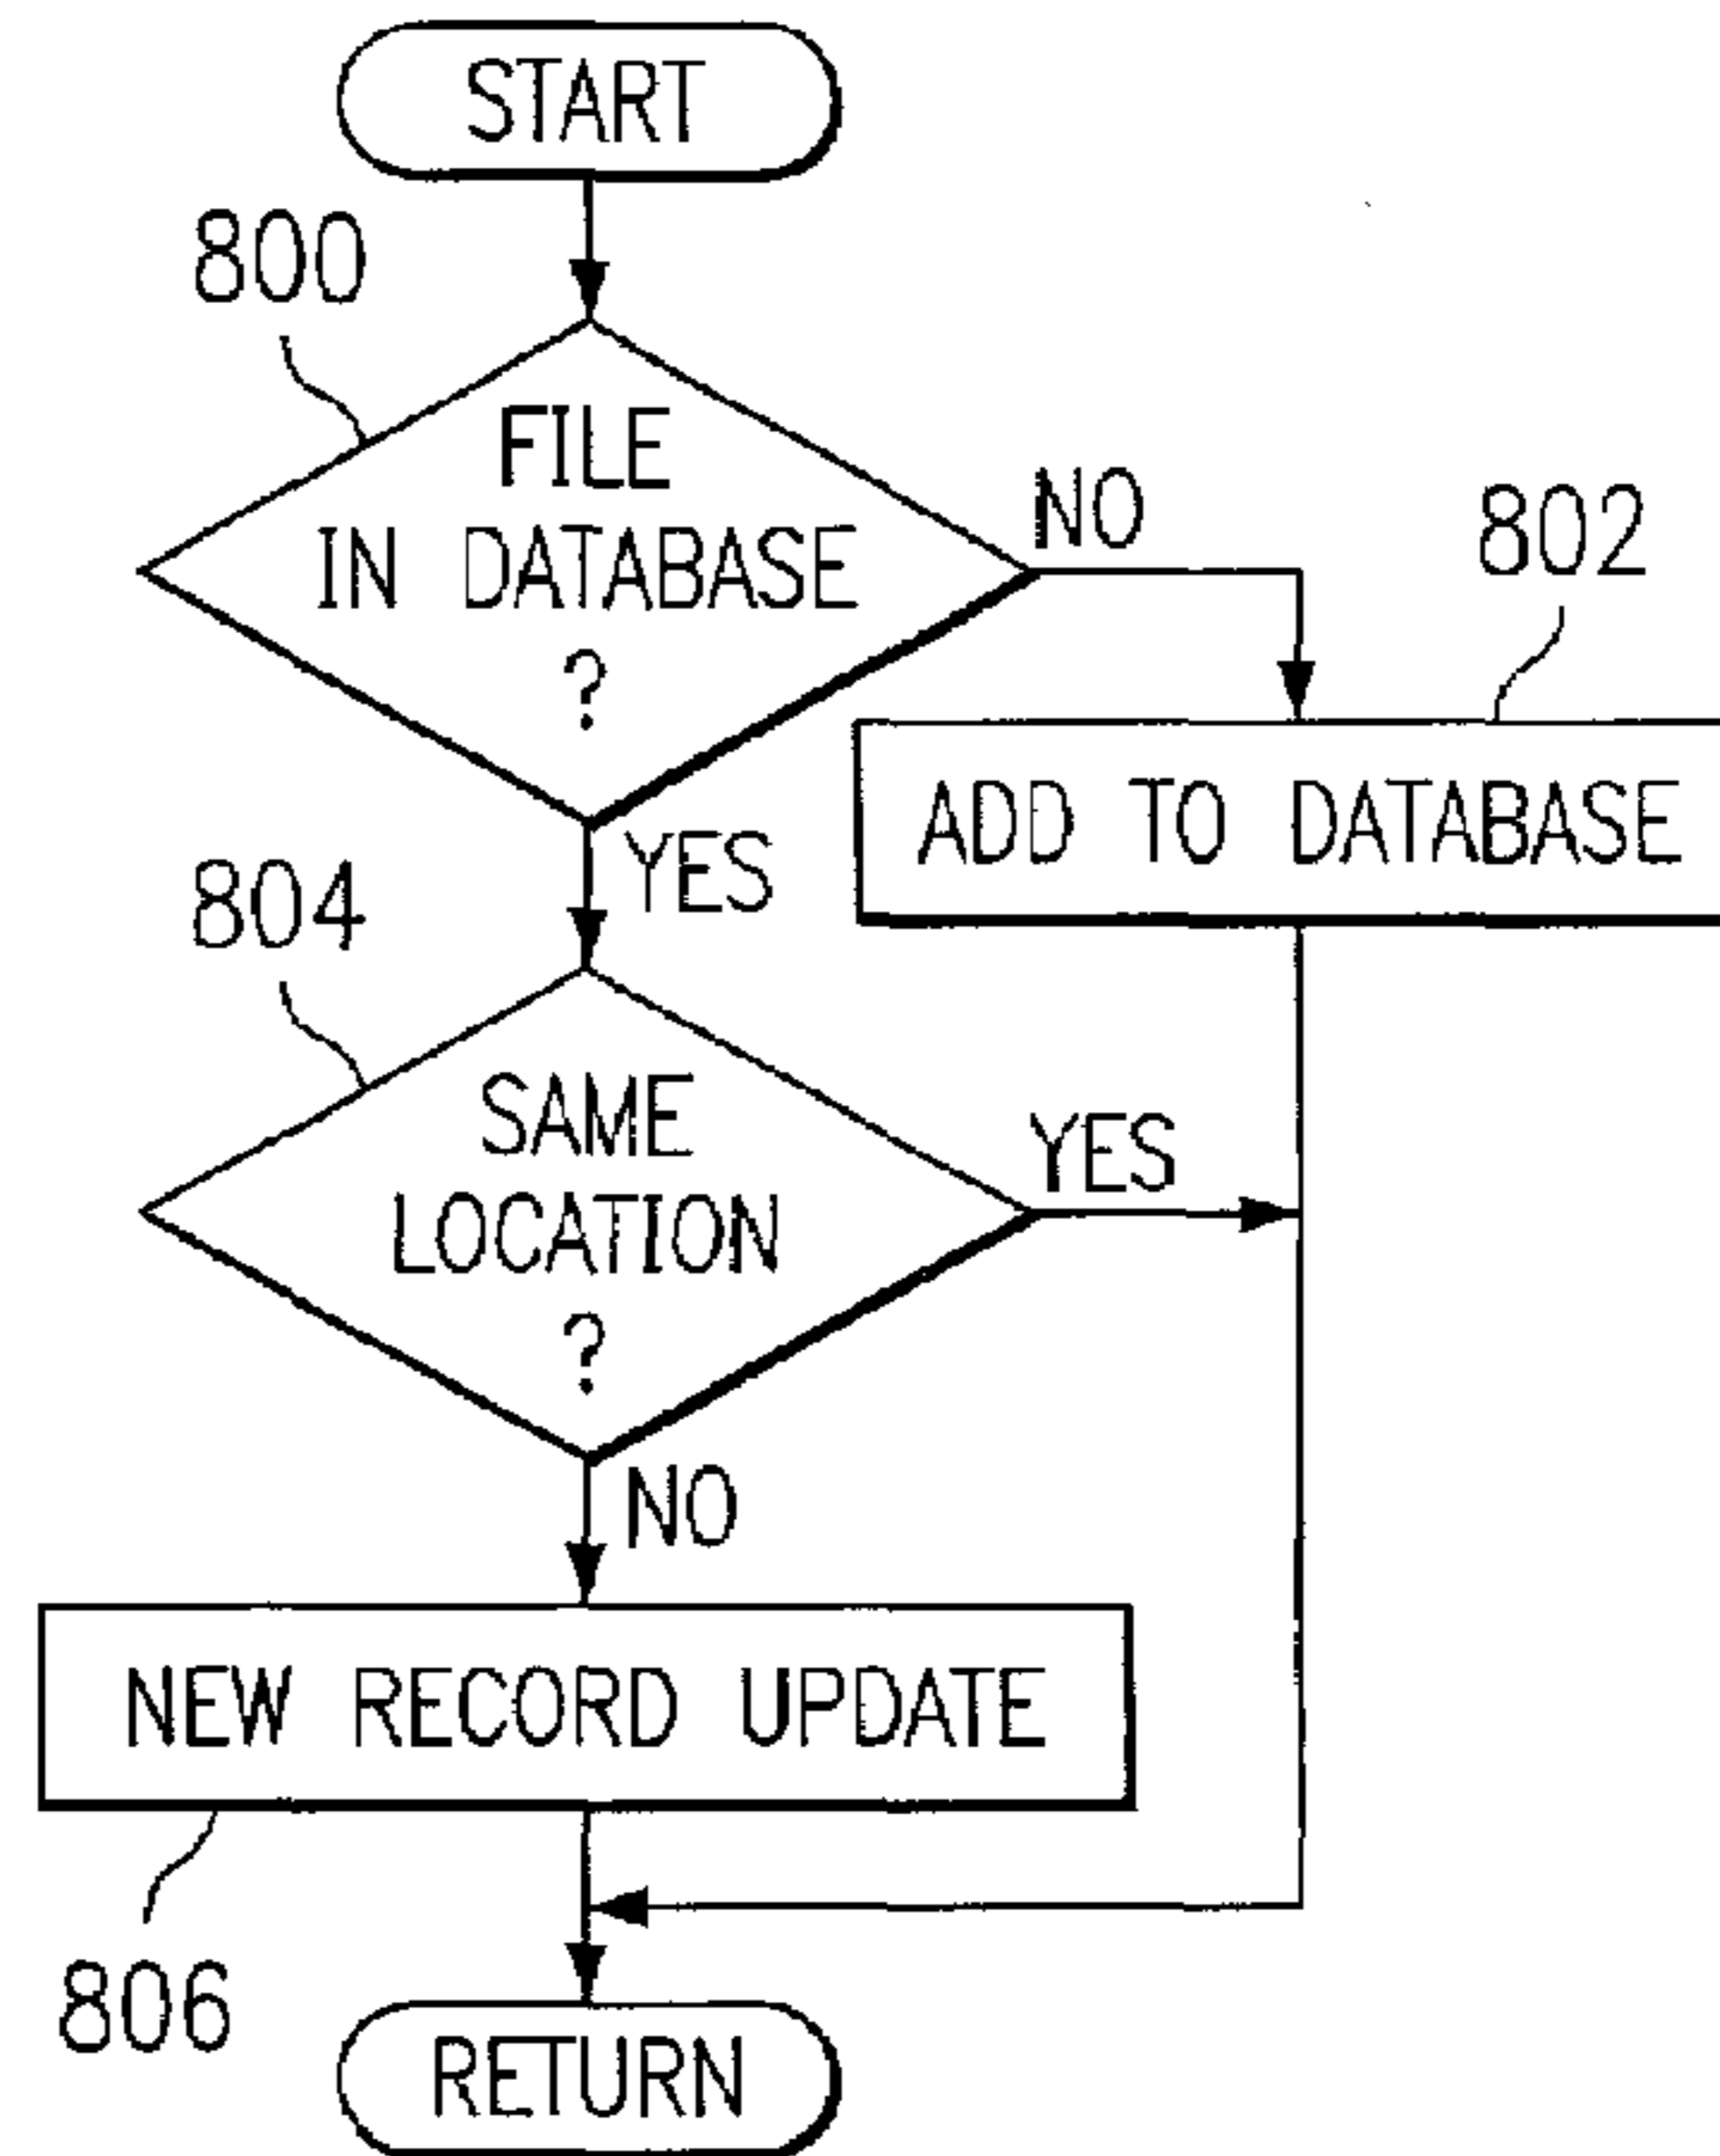 START
800
FILE
IN DATABASE
?
NO
802
ADD TO DATABASE
YES
804
SAME
LOCATION
?
YES
NO
NEW RECORD UPDATE
806
RETURN